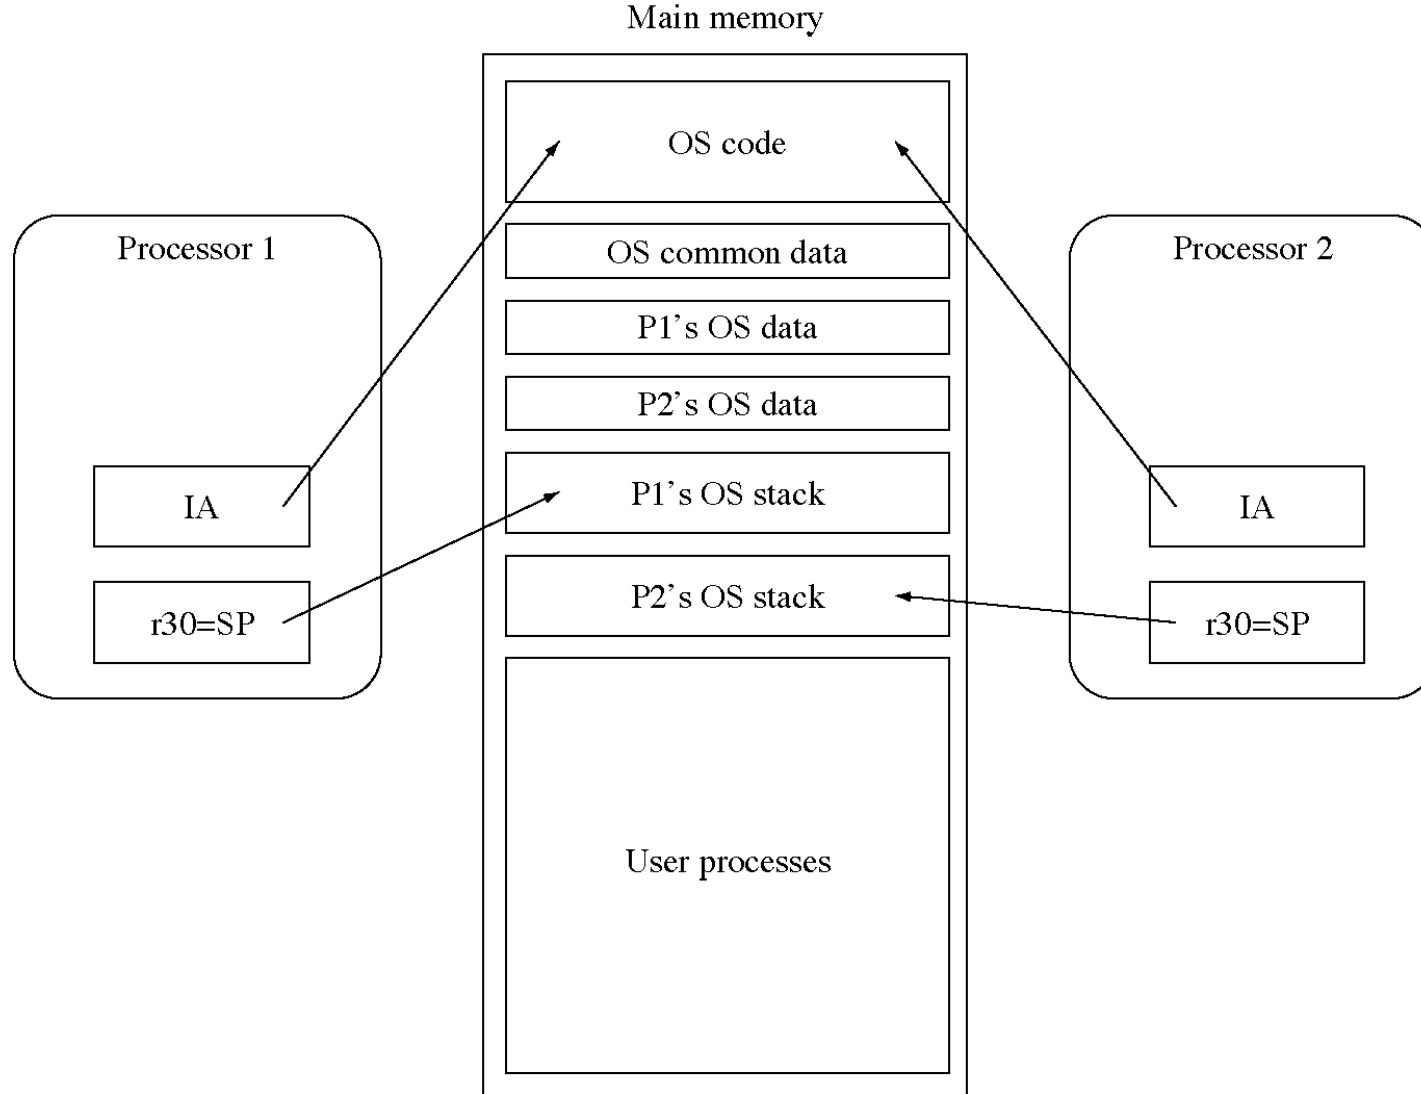 Main memory
OS code
Processor 1
OS common data
Processor 2
P1's OS data
P2's OS data
IA
P1's OS stack
IA
r30=SP
P2's OS stack
r30=SP
User processes